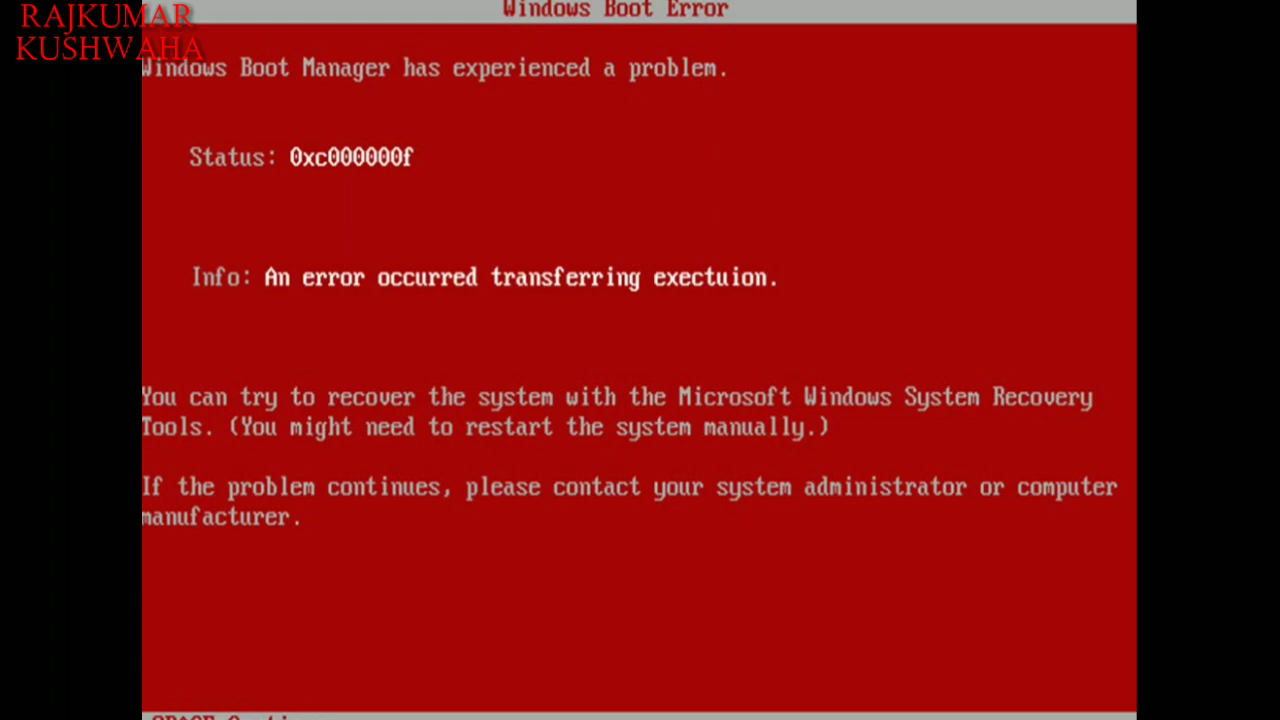 RAJKUMAR
KUSHWAHA
Windows Boot Error
Windows Boot Manager has experienced a problem.
Status: 0xc000000f
Info: An error occurred transferring exectuion.
You can try to recover the system with the Microsoft Windows System Recovery
Tools. (You might need to restart the system manually.)
If the problem continues, please contact your system administrator or computer
manufacturer.